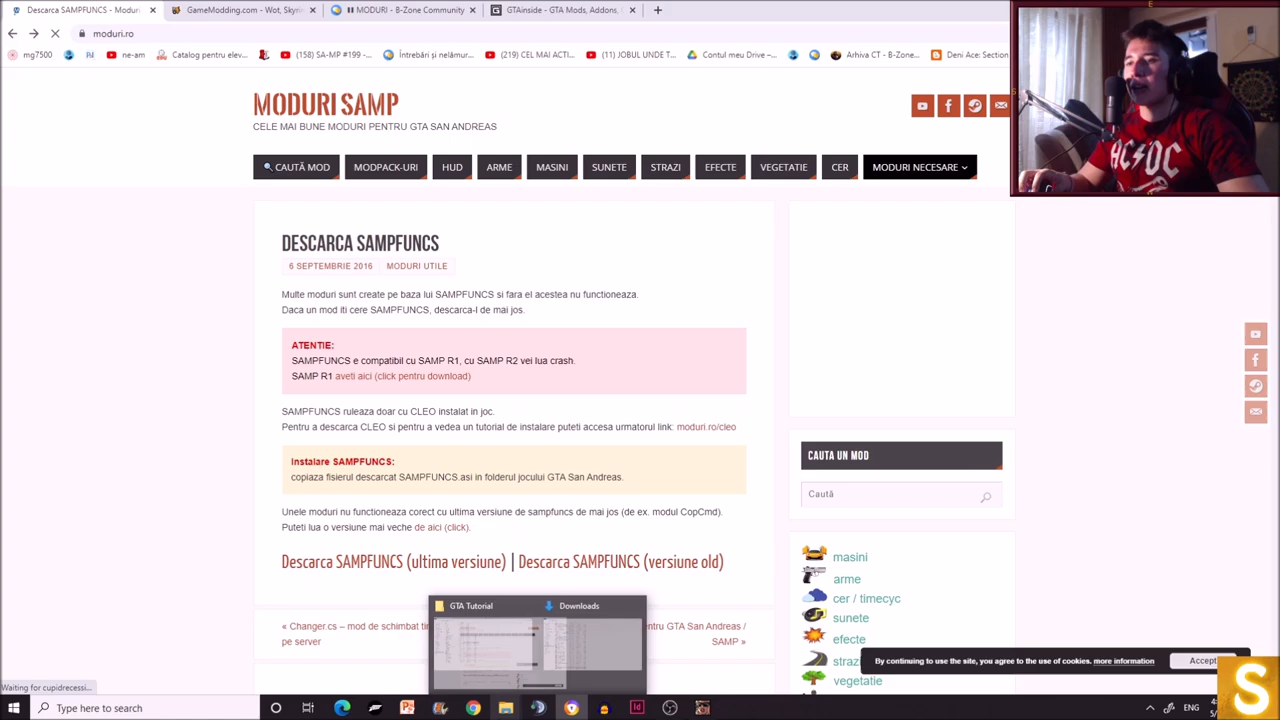 Descarca SAMPFUNCS - Moduri
GameModding.com - Wot, Skyri
MODURI - B-Zone Community
GTAinside - GTA Mods, Addons,
moduri.ro
mg7500
ne-am
Catalog pentru elev...
(158) SA-MP #199 -...
Întrebări și nelămur...
(219) CEL MAI ACTI...
(11) JOBUL UNDE T...
Contul meu Drive –...
Arhiva CT - B-Zone...
Deni Ace: Section
MODURI SAMP
CELE MAI BUNE MODURI PENTRU GTA SAN ANDREAS
AC/DC
CAUTĂ MOD
MODPACK-URI
HUD
ARME
MASINI
SUNETE
STRAZI
EFECTE
VEGETATIE
CER
MODURI NECESARE
DESCARCA SAMPFUNCS
6 SEPTEMBRIE 2016
MODURI UTILE
Multe moduri sunt create pe baza lui SAMPFUNCS si fara el acestea nu functioneaza.
Daca un mod iti cere SAMPFUNCS, descarca-l de mai jos.
ATENTIE:
SAMPFUNCS e compatibil cu SAMP R1, cu SAMP R2 vei lua crash.
SAMP R1 aveti aici (click pentru download)
SAMPFUNCS ruleaza doar cu CLEO instalat in joc.
Pentru a descarca CLEO si pentru a vedea un tutorial de instalare puteti accesa urmatorul link: moduri.ro/cleo
Instalare SAMPFUNCS:
copiaza fisierul descarcat SAMPFUNCS.asi in folderul jocului GTA San Andreas.
Unele moduri nu functioneaza corect cu ultima versiune de sampfuncs de mai jos (de ex. modul CopCmd).
Puteti lua o versiune mai veche de aici (click).
Descarca SAMPFUNCS (ultima versiune) | Descarca SAMPFUNCS (versiune old)
CAUTA UN MOD
Caută
masini
arme
cer / timecyc
sunete
efecte
strazi
vegetatie
GTA Tutorial
Downloads
« Changer.cs – mod de schimbat
pe server
pentru GTA San Andreas /
SAMP »
By continuing to use the site, you agree to the use of cookies. more information
Accept
Waiting for cupidrecessi...
Type here to search
ENG
S